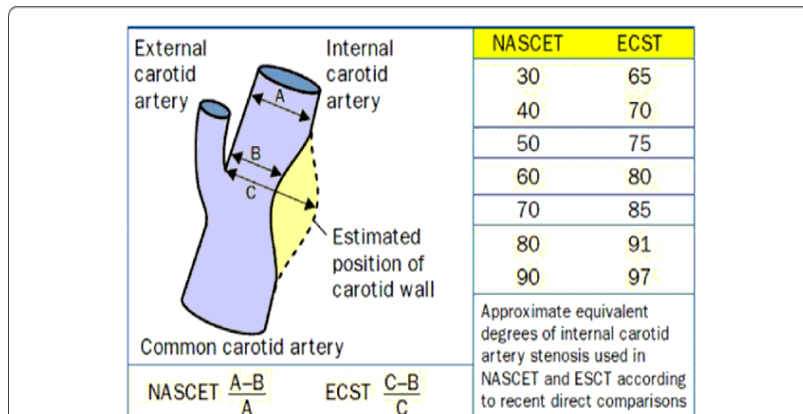 External
carotid
artery
Internal
carotid
artery
A
B
C
Estimated
position of
carotid wall
Common carotid artery
NASCET A–B
A
ECST C–B
C
NASCET ECST
30 65
40 70
50 75
60 80
70 85
80 91
90 97
Approximate equivalent
degrees of internal carotid
artery stenosis used in
NASCET and ESCT according
to recent direct comparisons